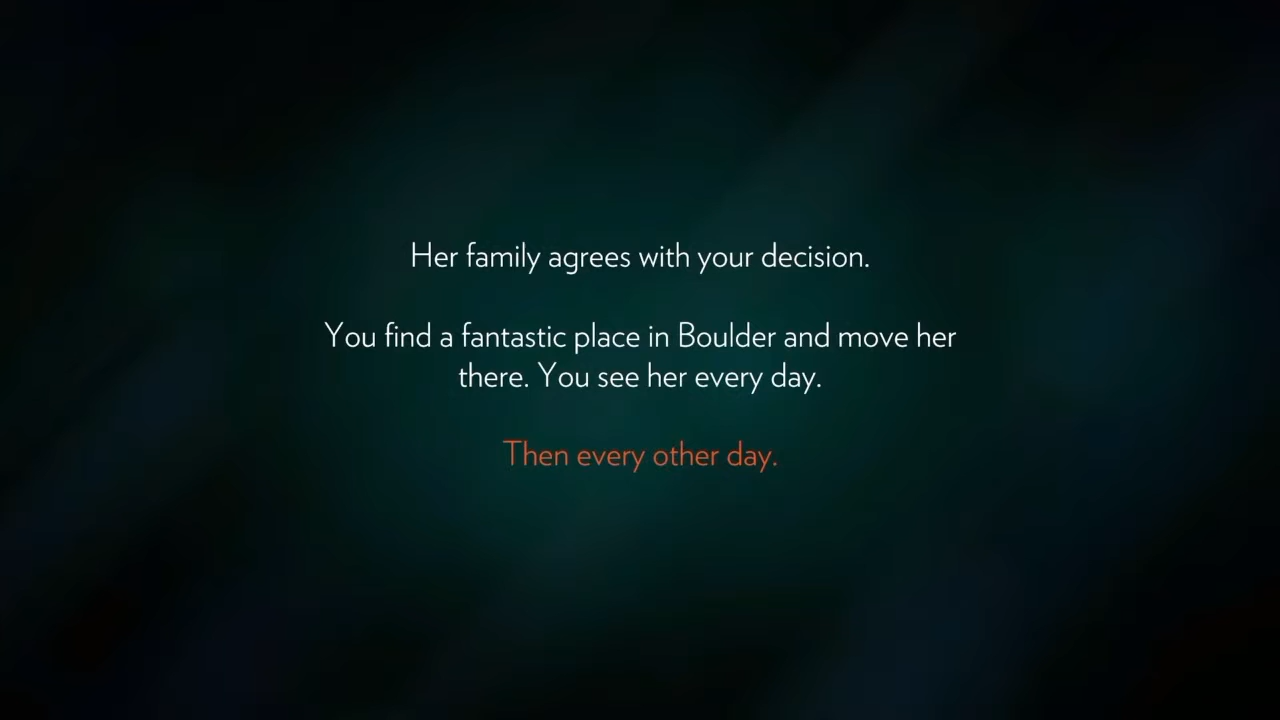 Her family agrees with your decision.
You find a fantastic place in Boulder and move her
there. You see her every day.
Then every other day.